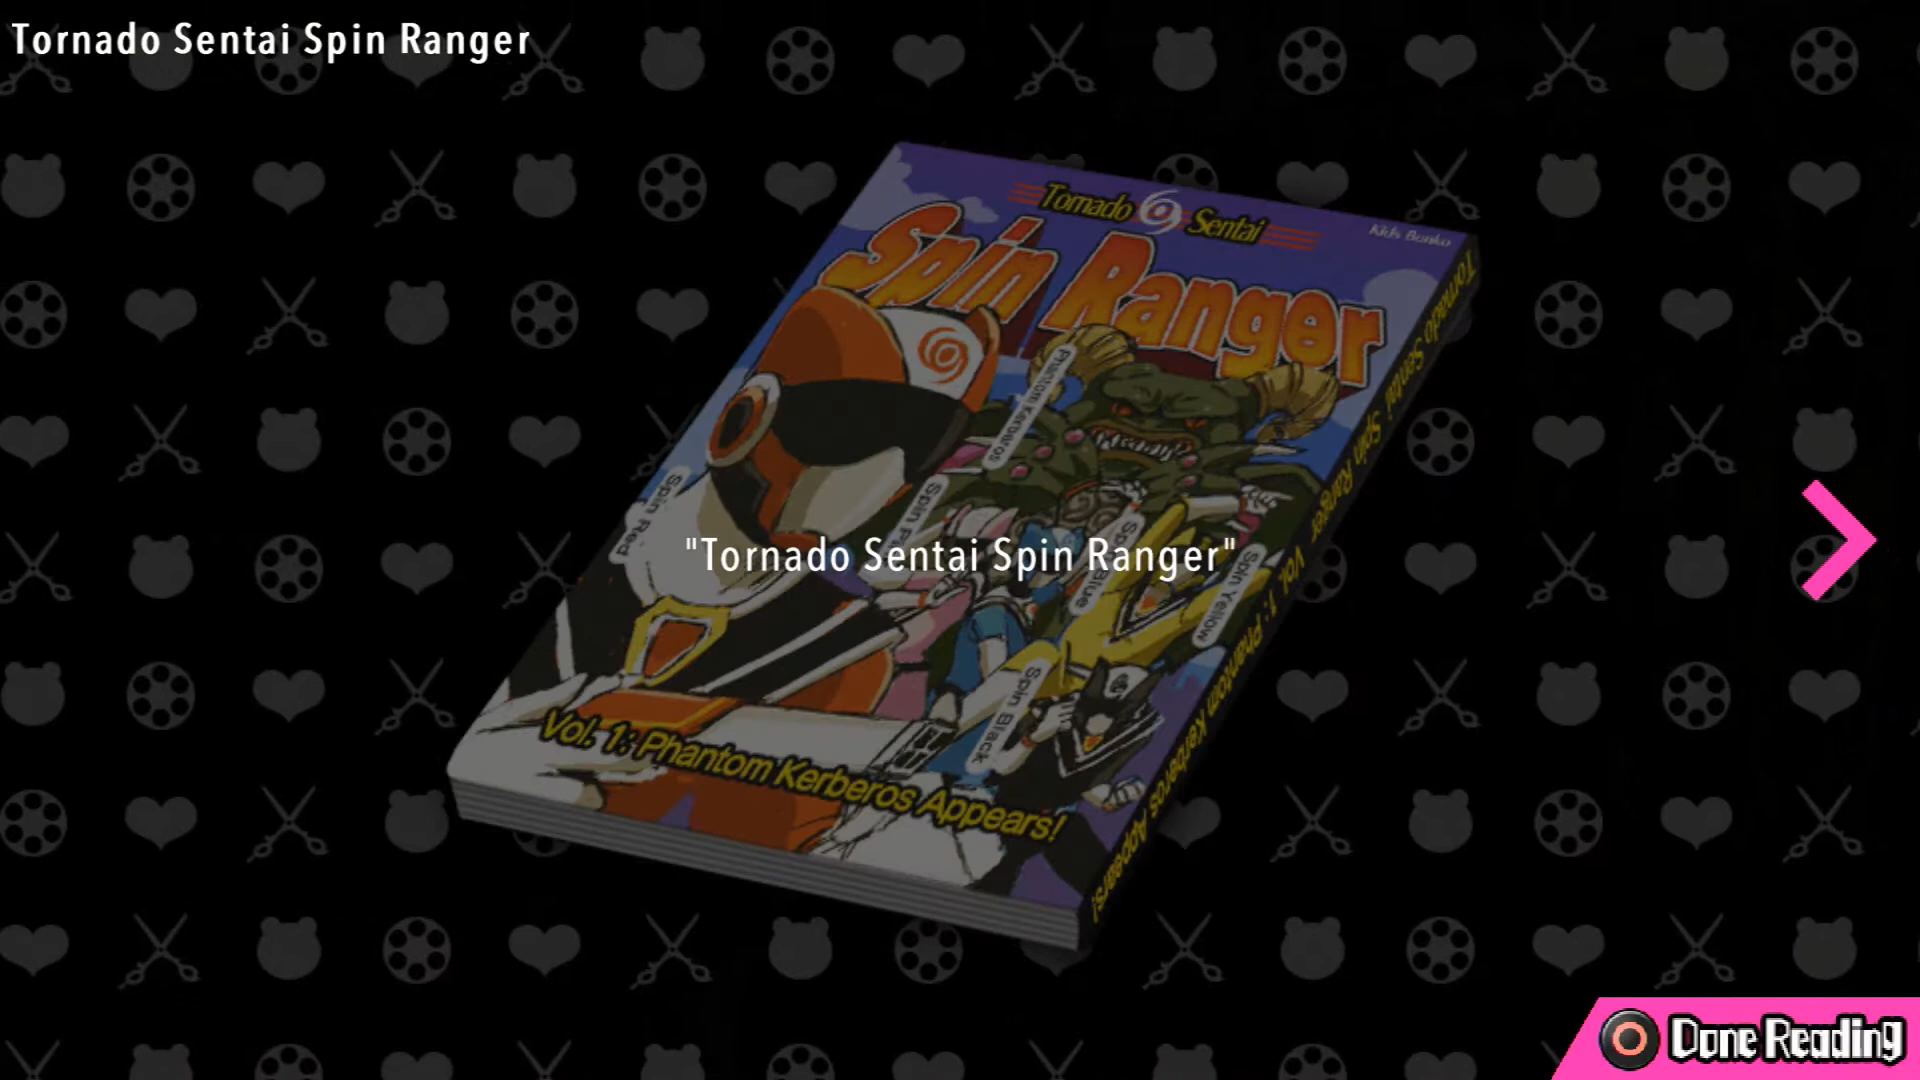 Tornado Sentai Spin Ranger
Tornado Sentai
Kids Bunko
Spin Ranger
Phantom Kerberos
Spin Red
Spin Pi
"Tornado Sentai Spin Ranger"
Blue
Spin Yellow
Spin Black
Vol. 1: Phantom Kerberos Appears!
Tornado Sentai Spin Ranger Vol. 1: Phantom Kerberos Appears!
Done Reading